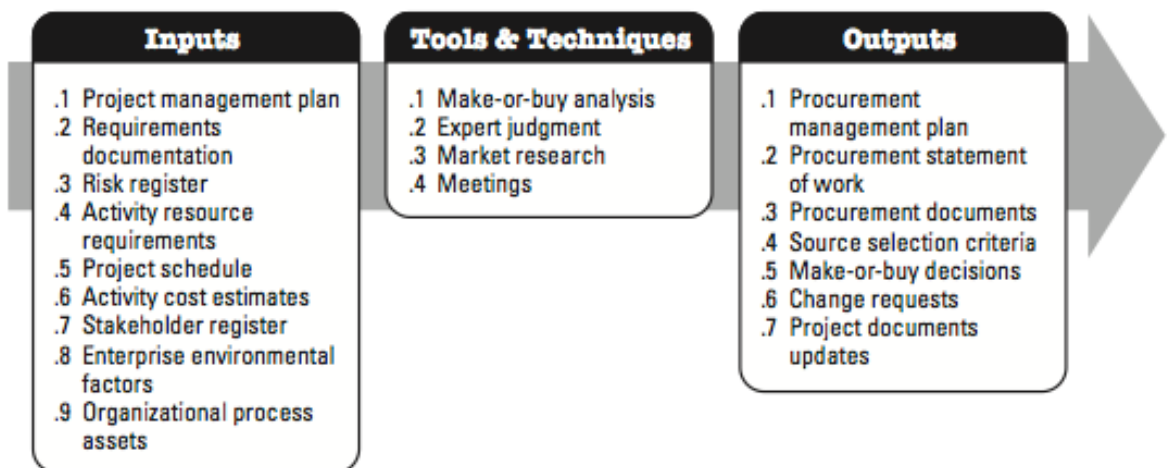 Inputs
.1 Project management plan
.2 Requirements
documentation
.3 Risk register
.4 Activity resource
requirements
.5 Project schedule
.6 Activity cost estimates
.7 Stakeholder register
.8 Enterprise environmental
factors
.9 Organizational process
assets
Tools & Techniques
.1 Make-or-buy analysis
.2 Expert judgment
.3 Market research
.4 Meetings
Outputs
.1 Procurement
management plan
.2 Procurement statement
of work
.3 Procurement documents
.4 Source selection criteria
.5 Make-or-buy decisions
.6 Change requests
.7 Project documents
updates